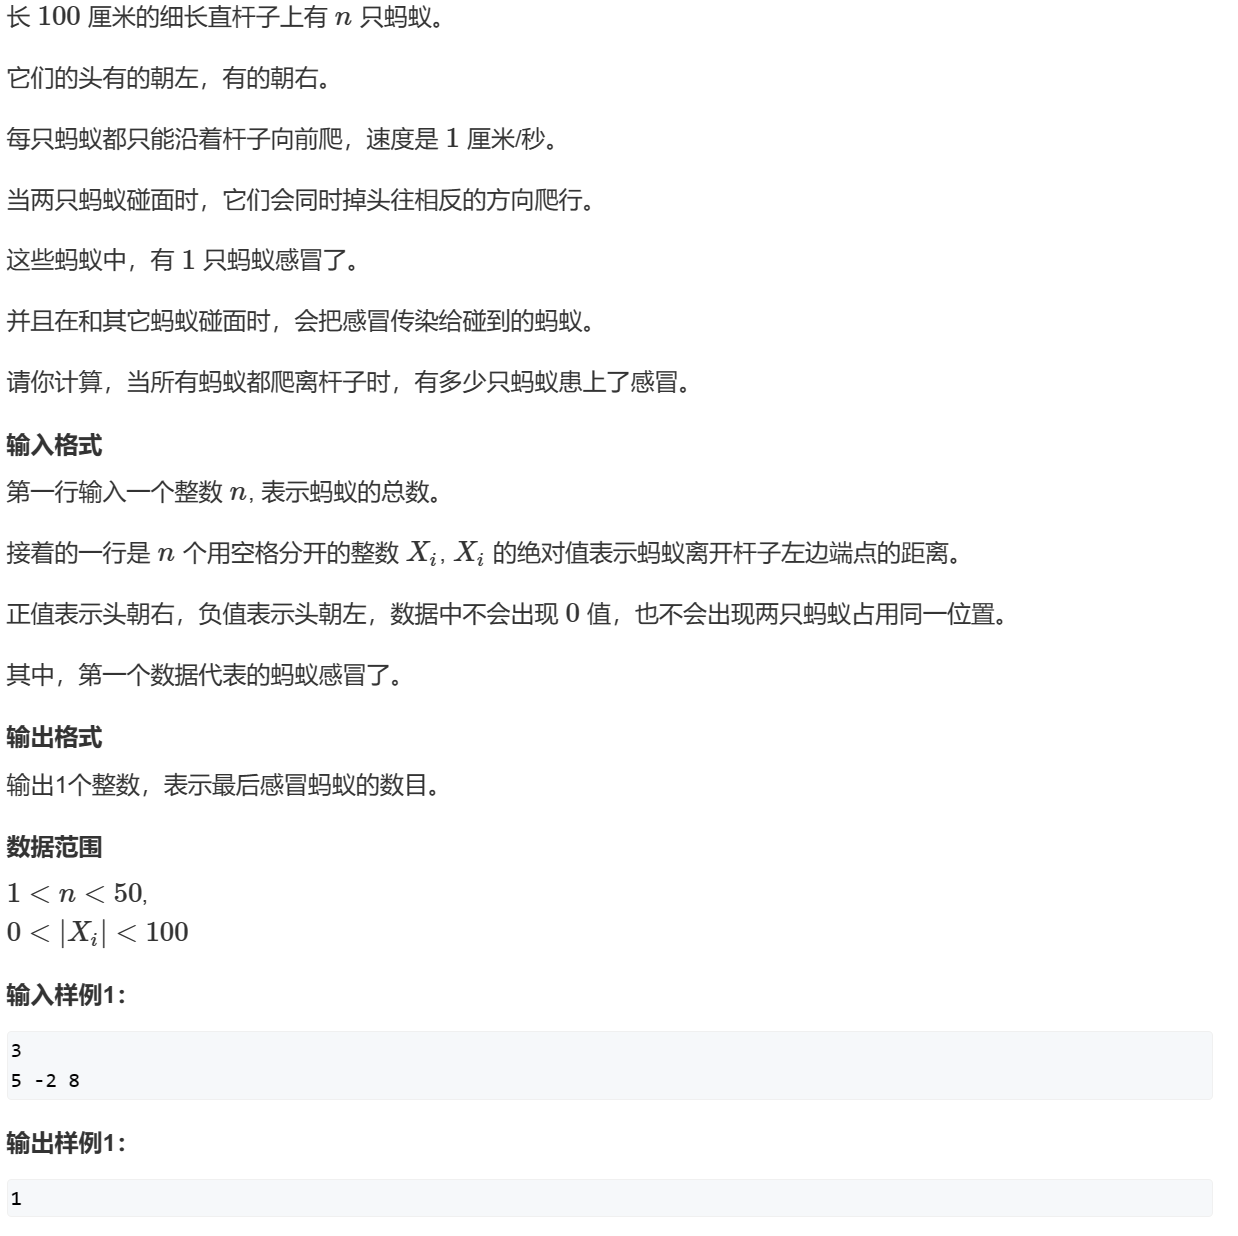 长 100 厘米的细长直杆子上有 n 只蚂蚁。
它们的头有的朝左，有的朝右。
每只蚂蚁都只能沿着杆子向前爬，速度是 1 厘米/秒。
当两只蚂蚁碰面时，它们会同时掉头往相反的方向爬行。
这些蚂蚁中，有 1 只蚂蚁感冒了。
并且在和其它蚂蚁碰面时，会把感冒传染给碰到的蚂蚁。
请你计算，当所有蚂蚁都爬离杆子时，有多少只蚂蚁患上了感冒。
输入格式
第一行输入一个整数 n, 表示蚂蚁的总数。
接着的一行是 n 个用空格分开的整数 Xi, Xi 的绝对值表示蚂蚁离开杆子左边端点的距离。
正值表示头朝右，负值表示头朝左，数据中不会出现 0 值，也不会出现两只蚂蚁占用同一位置。
其中，第一个数据代表的蚂蚁感冒了。
输出格式
输出1个整数，表示最后感冒蚂蚁的数目。
数据范围
1 < n < 50,
0 < |Xi| < 100
输入样例1：
3
5 -2 8
输出样例1：
1